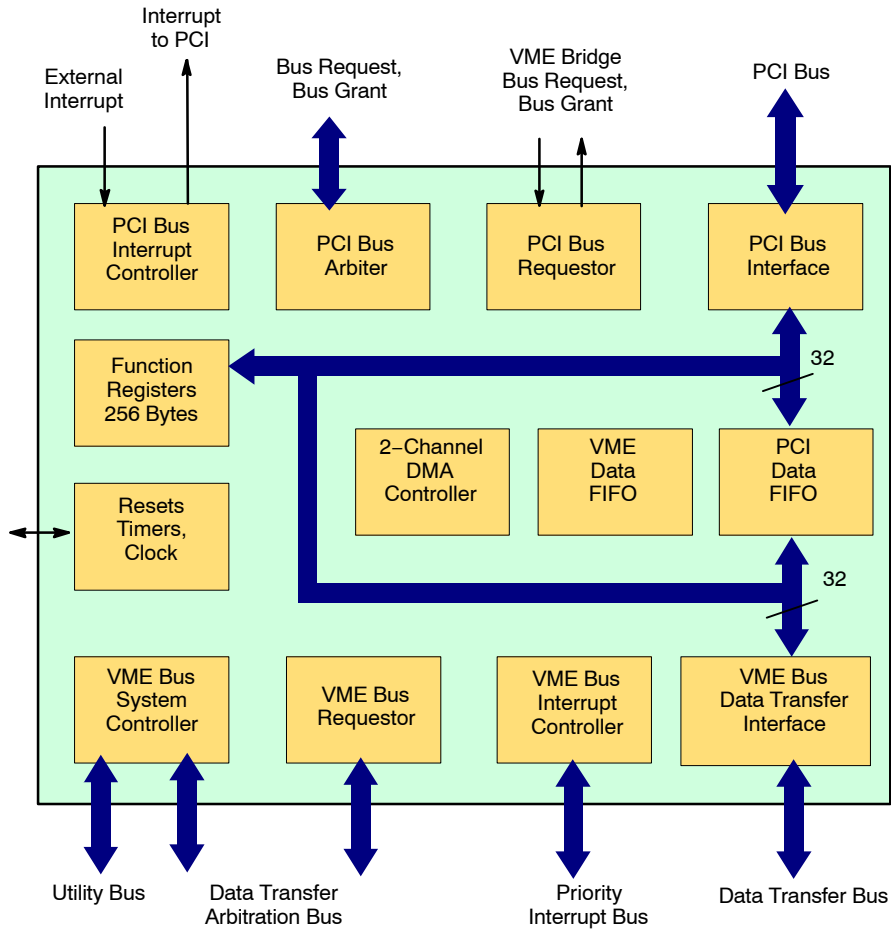 Interrupt
to PCI
External
Interrupt
Bus Request,
Bus Grant
VME Bridge
Bus Request,
Bus Grant
PCI Bus
PCI Bus
Interrupt
Controller
PCI Bus
Arbiter
PCI Bus
Requestor
PCI Bus
Interface
Function
Registers
256 Bytes
32
2−Channel
DMA
Controller
VME
Data
FIFO
PCI
Data
FIFO
Resets
Timers,
Clock
32
VME Bus
System
Controller
VME Bus
Requestor
VME Bus
Interrupt
Controller
VME Bus
Data Transfer
Interface
Utility Bus
Data Transfer
Arbitration Bus
Priority
Interrupt Bus
Data Transfer Bus